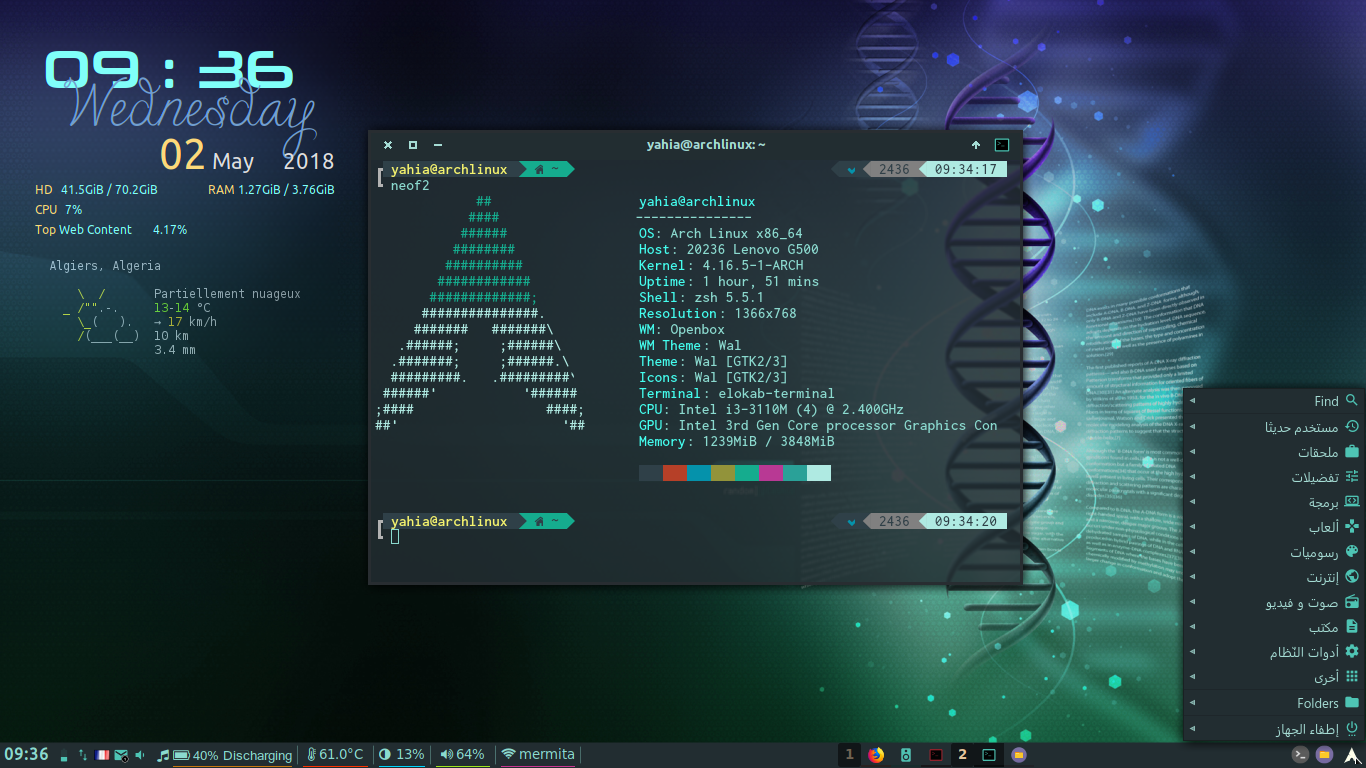 09 : 36
Wednesday
02 May 2018
HD 41.5GiB / 70.2GiB RAM 1.27GiB / 3.76GiB
CPU 7%
Top Web Content 4.17%
Algiers, Algeria
Partiellement nuageux
13-14 °C
→ 17 km/h
10 km
3.4 mm
yahia@archlinux: ~
yahia@archlinux ~ 2436 09:34:17
neof2
##
####
######
########
##########
############
#############;
###############.
####### #######\
.######; ;######\
.#######; ;######.\
#########. .#########`
######' '######
;#### ####;
##' '##
yahia@archlinux
---------------
OS: Arch Linux x86_64
Host: 20236 Lenovo G500
Kernel: 4.16.5-1-ARCH
Uptime: 1 hour, 51 mins
Shell: zsh 5.5.1
Resolution: 1366x768
WM: Openbox
WM Theme: Wal
Theme: Wal [GTK2/3]
Icons: Wal [GTK2/3]
Terminal: elokab-terminal
CPU: Intel i3-3110M (4) @ 2.400GHz
GPU: Intel 3rd Gen Core processor Graphics Con
Memory: 1239MiB / 3848MiB
yahia@archlinux ~ 2436 09:34:20
Find
مستخدم حديثا
ملحقات
تفضيلات
برمجة
ألعاب
رسوميات
إنترنت
صوت و فيديو
مكتب
أدوات النّظام
أخرى
Folders
إطفاء الجهاز
09:36 40% Discharging 61.0°C 13% 64% mermita 1 2